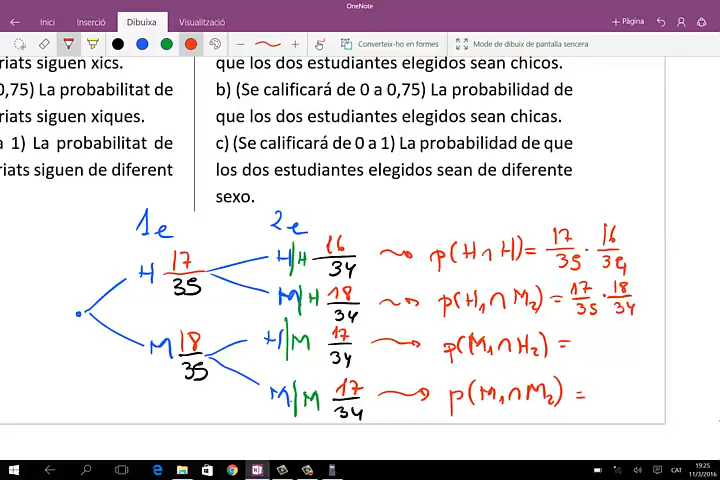 OneNote
Inici Inserció Dibuixa Visualització + Pàgina
Converteix-ho en formes Mode de dibuix de pantalla sencera
riats siguen xics.
0,75) La probabilitat de
riats siguen xiques.
a 1) La probabilitat de
riats siguen de diferent
que los dos estudiantes elegidos sean chicos.
b) (Se calificará de 0 a 0,75) La probabilidad de
que los dos estudiantes elegidos sean chicas.
c) (Se calificará de 0 a 1) La probabilidad de que
los dos estudiantes elegidos sean de diferente
sexo.
1e 2e
H 17/35
H|H 16/34 p(H∩H)= 17/35 · 16/34
M|H 18/34 p(H1∩M2)= 17/35 · 18/34
M 18/35
H|M 17/34 p(M1∩H2)=
M|M 17/34 p(M1∩M2)=
CAT
19:25
11/3/2016